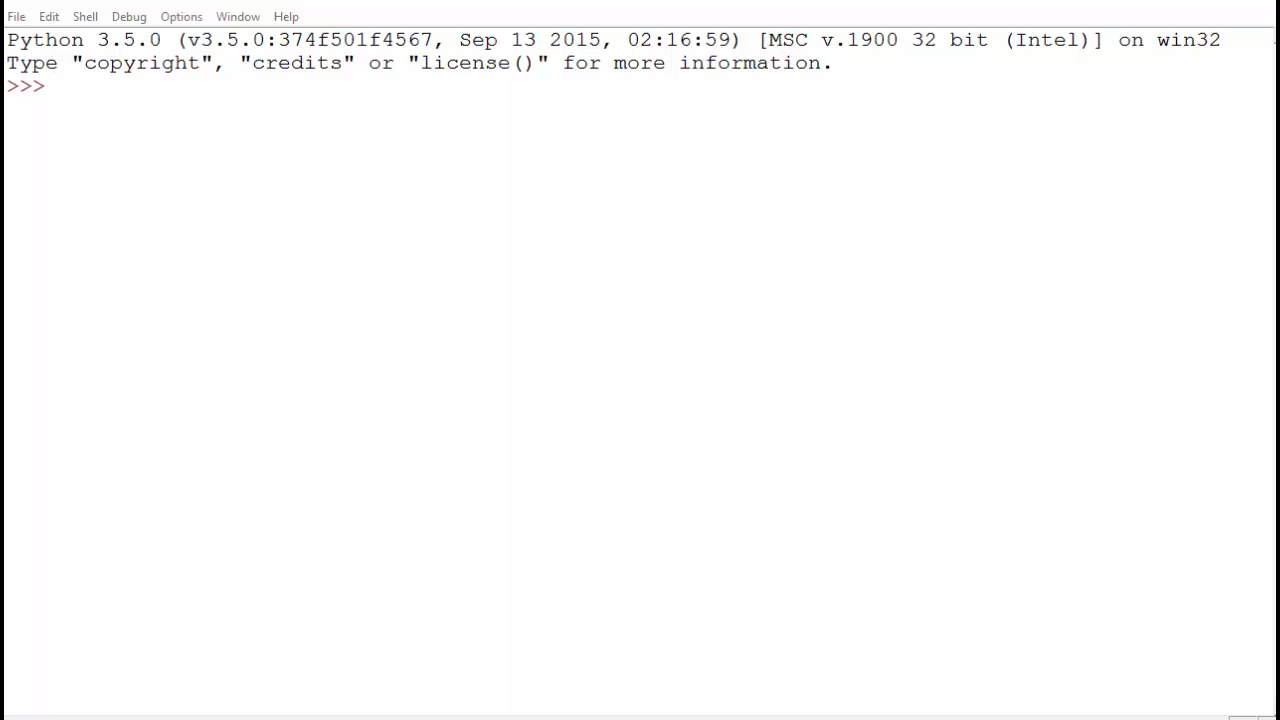 File Edit Shell Debug Options Window Help
Python 3.5.0 (v3.5.0:374f501f4567, Sep 13 2015, 02:16:59) [MSC v.1900 32 bit (Intel)] on win32
Type "copyright", "credits" or "license()" for more information.
>>>